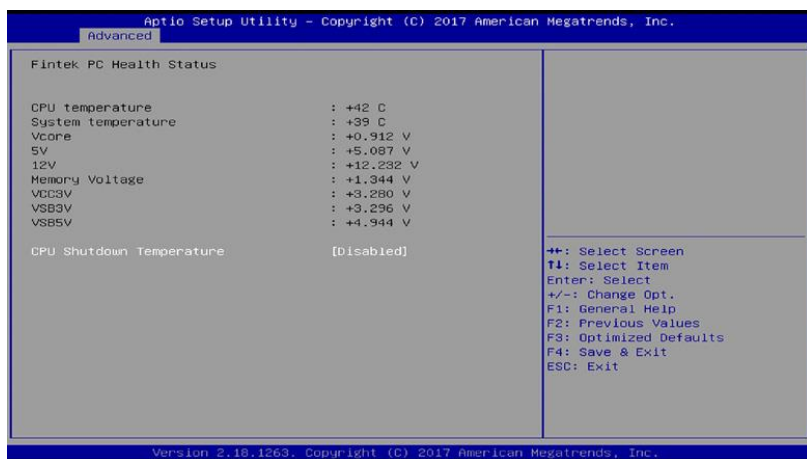 Aptio Setup Utility - Copyright (C) 2017 American Megatrends, Inc.
Advanced
Fintek PC Health Status
CPU temperature : +42 C
System temperature : +39 C
Vcore : +0.912 V
5V : +5.087 V
12V : +12.232 V
Memory Voltage : +1.344 V
VCC3V : +3.280 V
VSB3V : +3.296 V
VSB5V : +4.944 V
CPU Shutdown Temperature [Disabled]
→←: Select Screen
↑↓: Select Item
Enter: Select
+/-: Change Opt.
F1: General Help
F2: Previous Values
F3: Optimized Defaults
F4: Save & Exit
ESC: Exit
Version 2.18.1263. Copyright (C) 2017 American Megatrends, Inc.